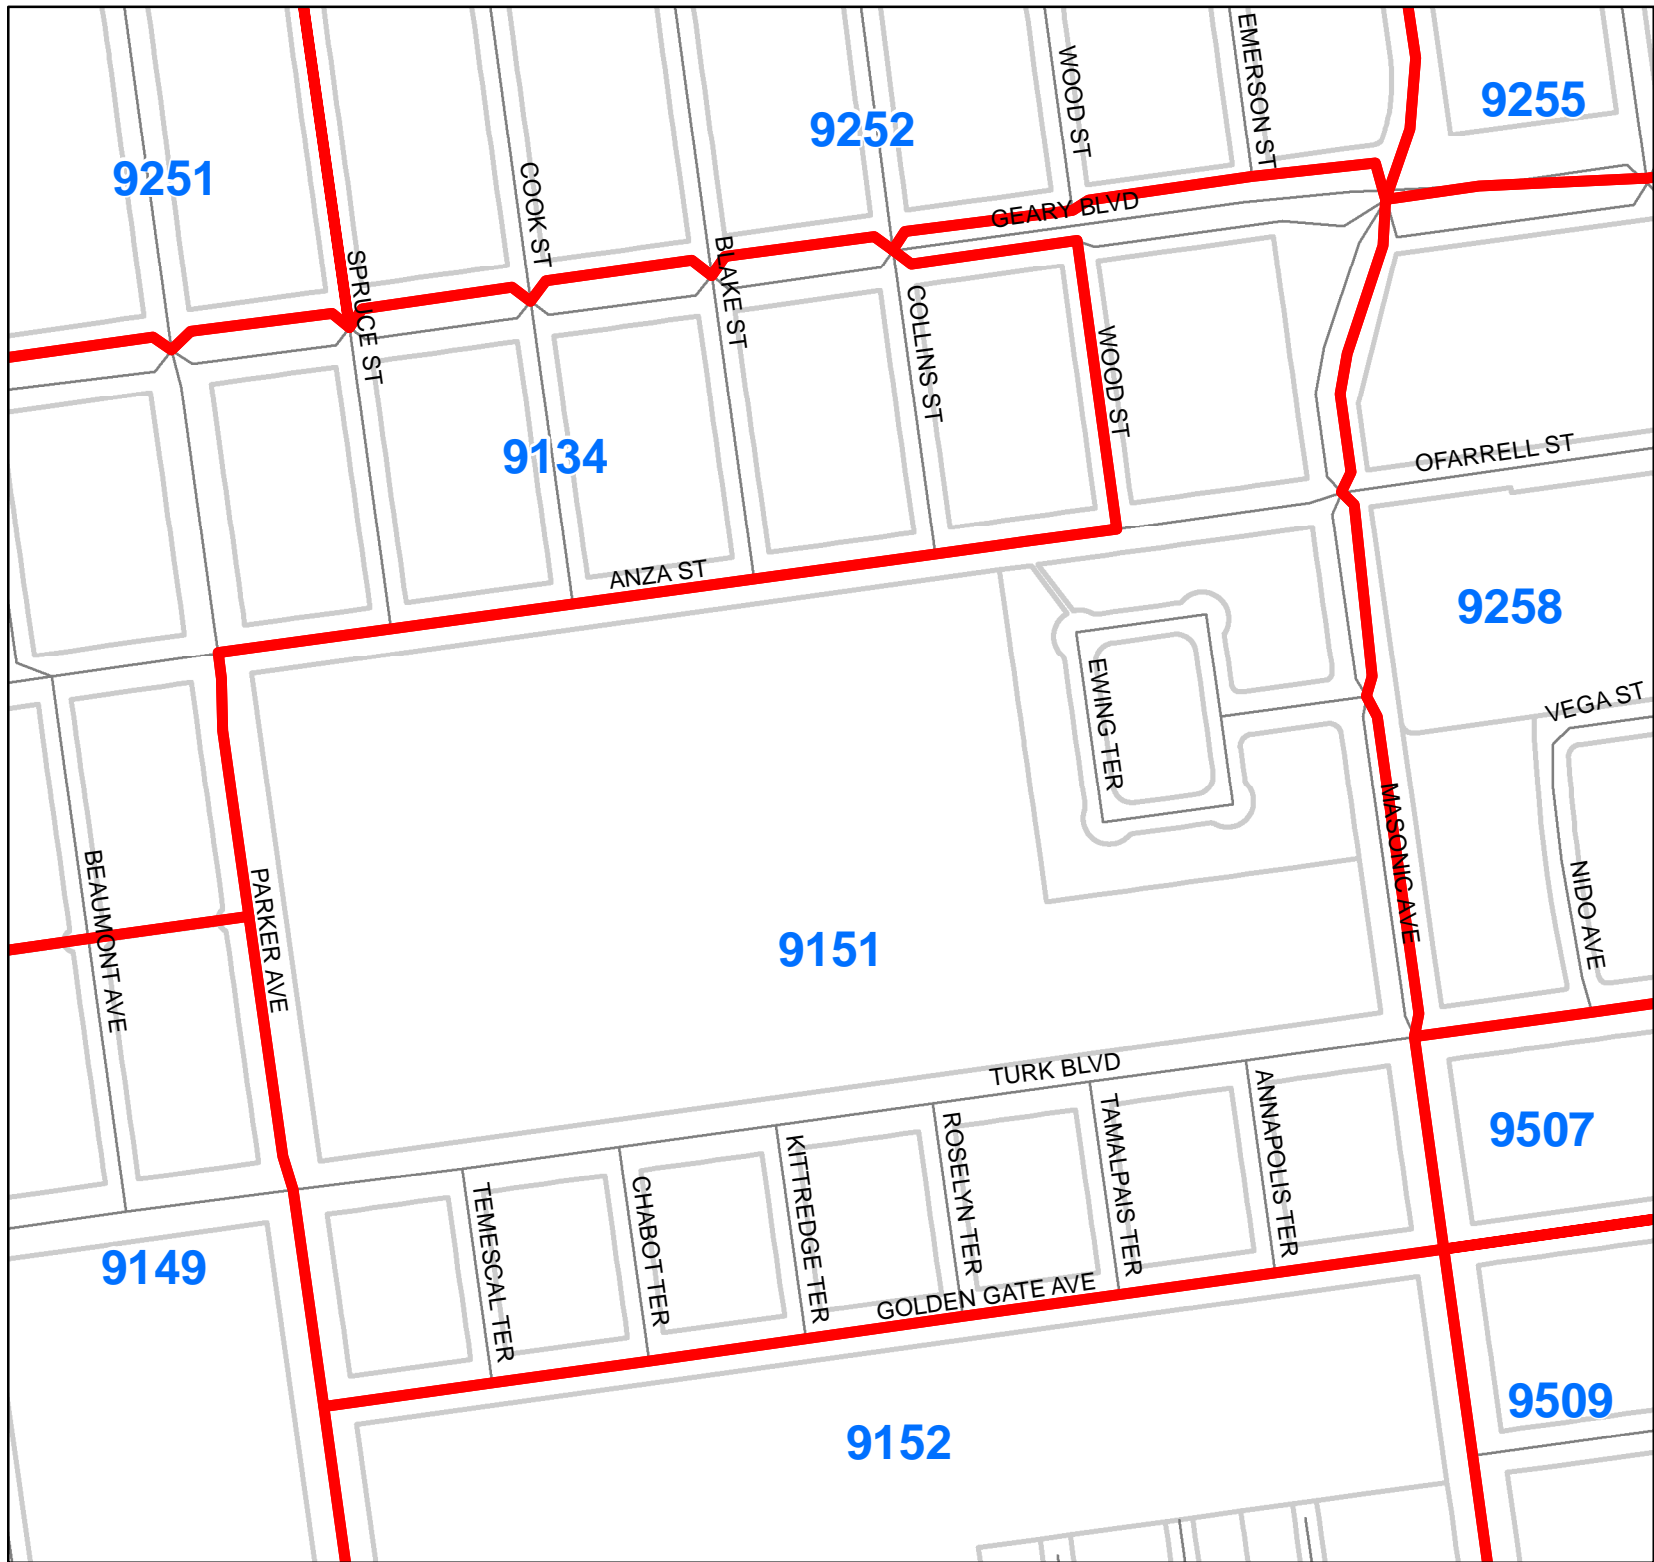 EMERSON ST
WOOD ST
9255
9252
9251
COOK ST
GEARY BLVD
BLAKE ST
SPRUCE ST
COLLINS ST
WOOD ST
9134
OFARRELL ST
ANZA ST
9258
EWING TER
VEGA ST
MASONIC AVE
BEAUMONT AVE
PARKER AVE
NIDO AVE
9151
TURK BLVD
ANNAPOLIS TER
TAMALPAIS TER
ROSELYN TER
KITTREDGE TER
CHABOT TER
TEMESCAL TER
9507
9149
GOLDEN GATE AVE
9509
9152